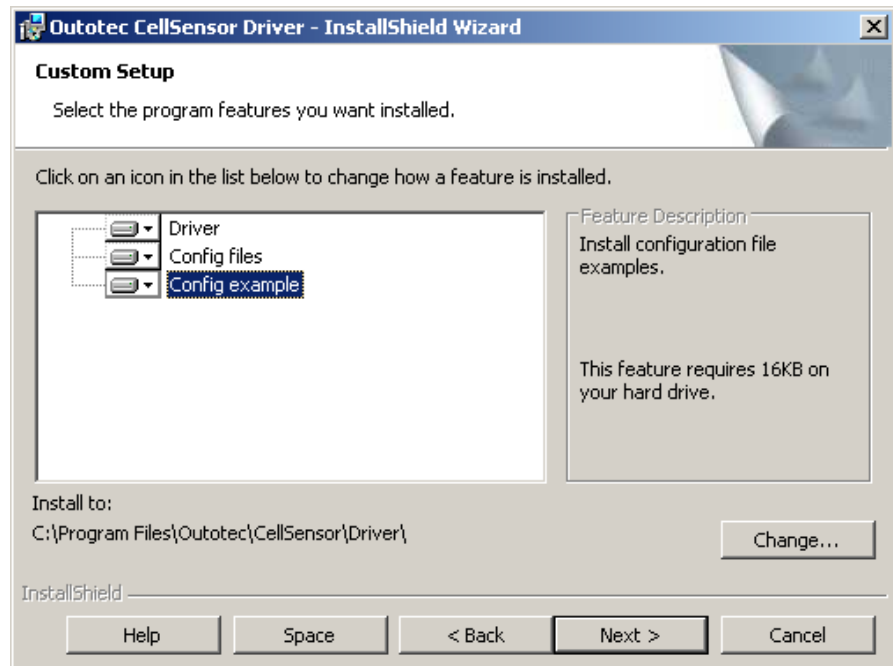 Outotec CellSensor Driver - InstallShield Wizard
Custom Setup
Select the program features you want installed.
Click on an icon in the list below to change how a feature is installed.
Driver
Config files
Config example
Feature Description
Install configuration file
examples.
This feature requires 16KB on
your hard drive.
Install to:
C:\Program Files\Outotec\CellSensor\Driver\
Change...
InstallShield
Help
Space
< Back
Next >
Cancel